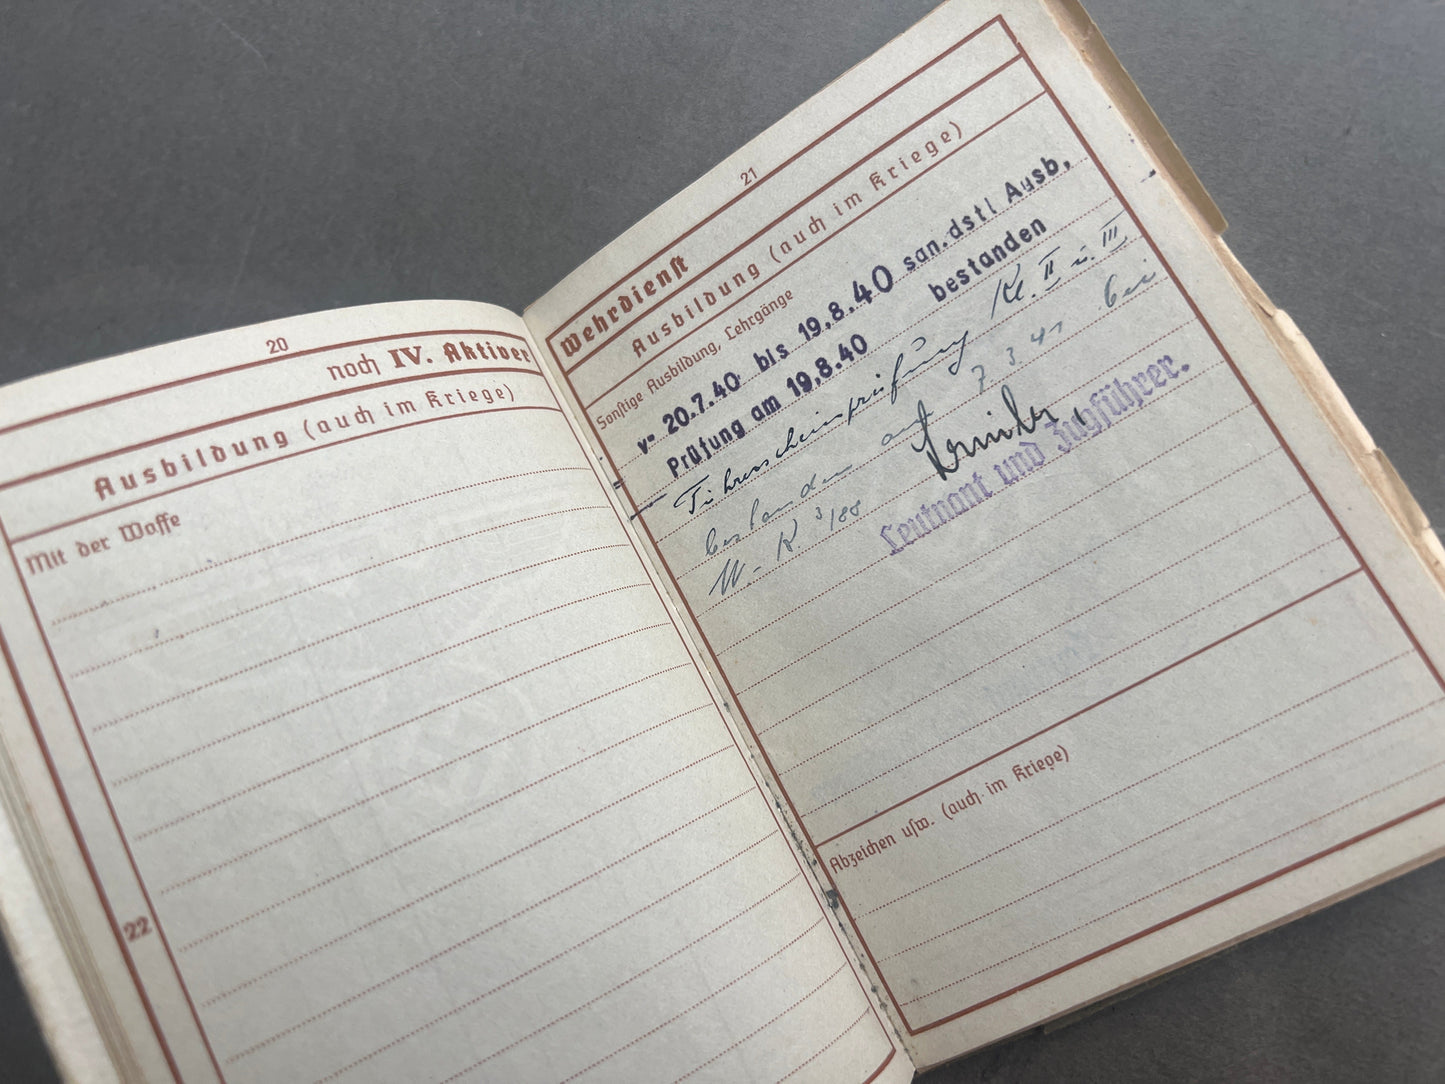 20
noch IV. Aktiver
Ausbildung (auch im Kriege)
Mit der Waffe
22
21
Wehrdienst
Ausbildung (auch im Kriege)
Sonstige Ausbildung, Lehrgänge
v- 20.7.40 bis 19.8.40 san.dstl Ausb,
Prüfung am 19.8.40 bestanden
Führerscheinprüfung Kl. II u. III
bestanden am 7 3.41 bei
W-K 3/88
Leutnant und Zugführer.
Abzeichen usw. (auch im Kriege)